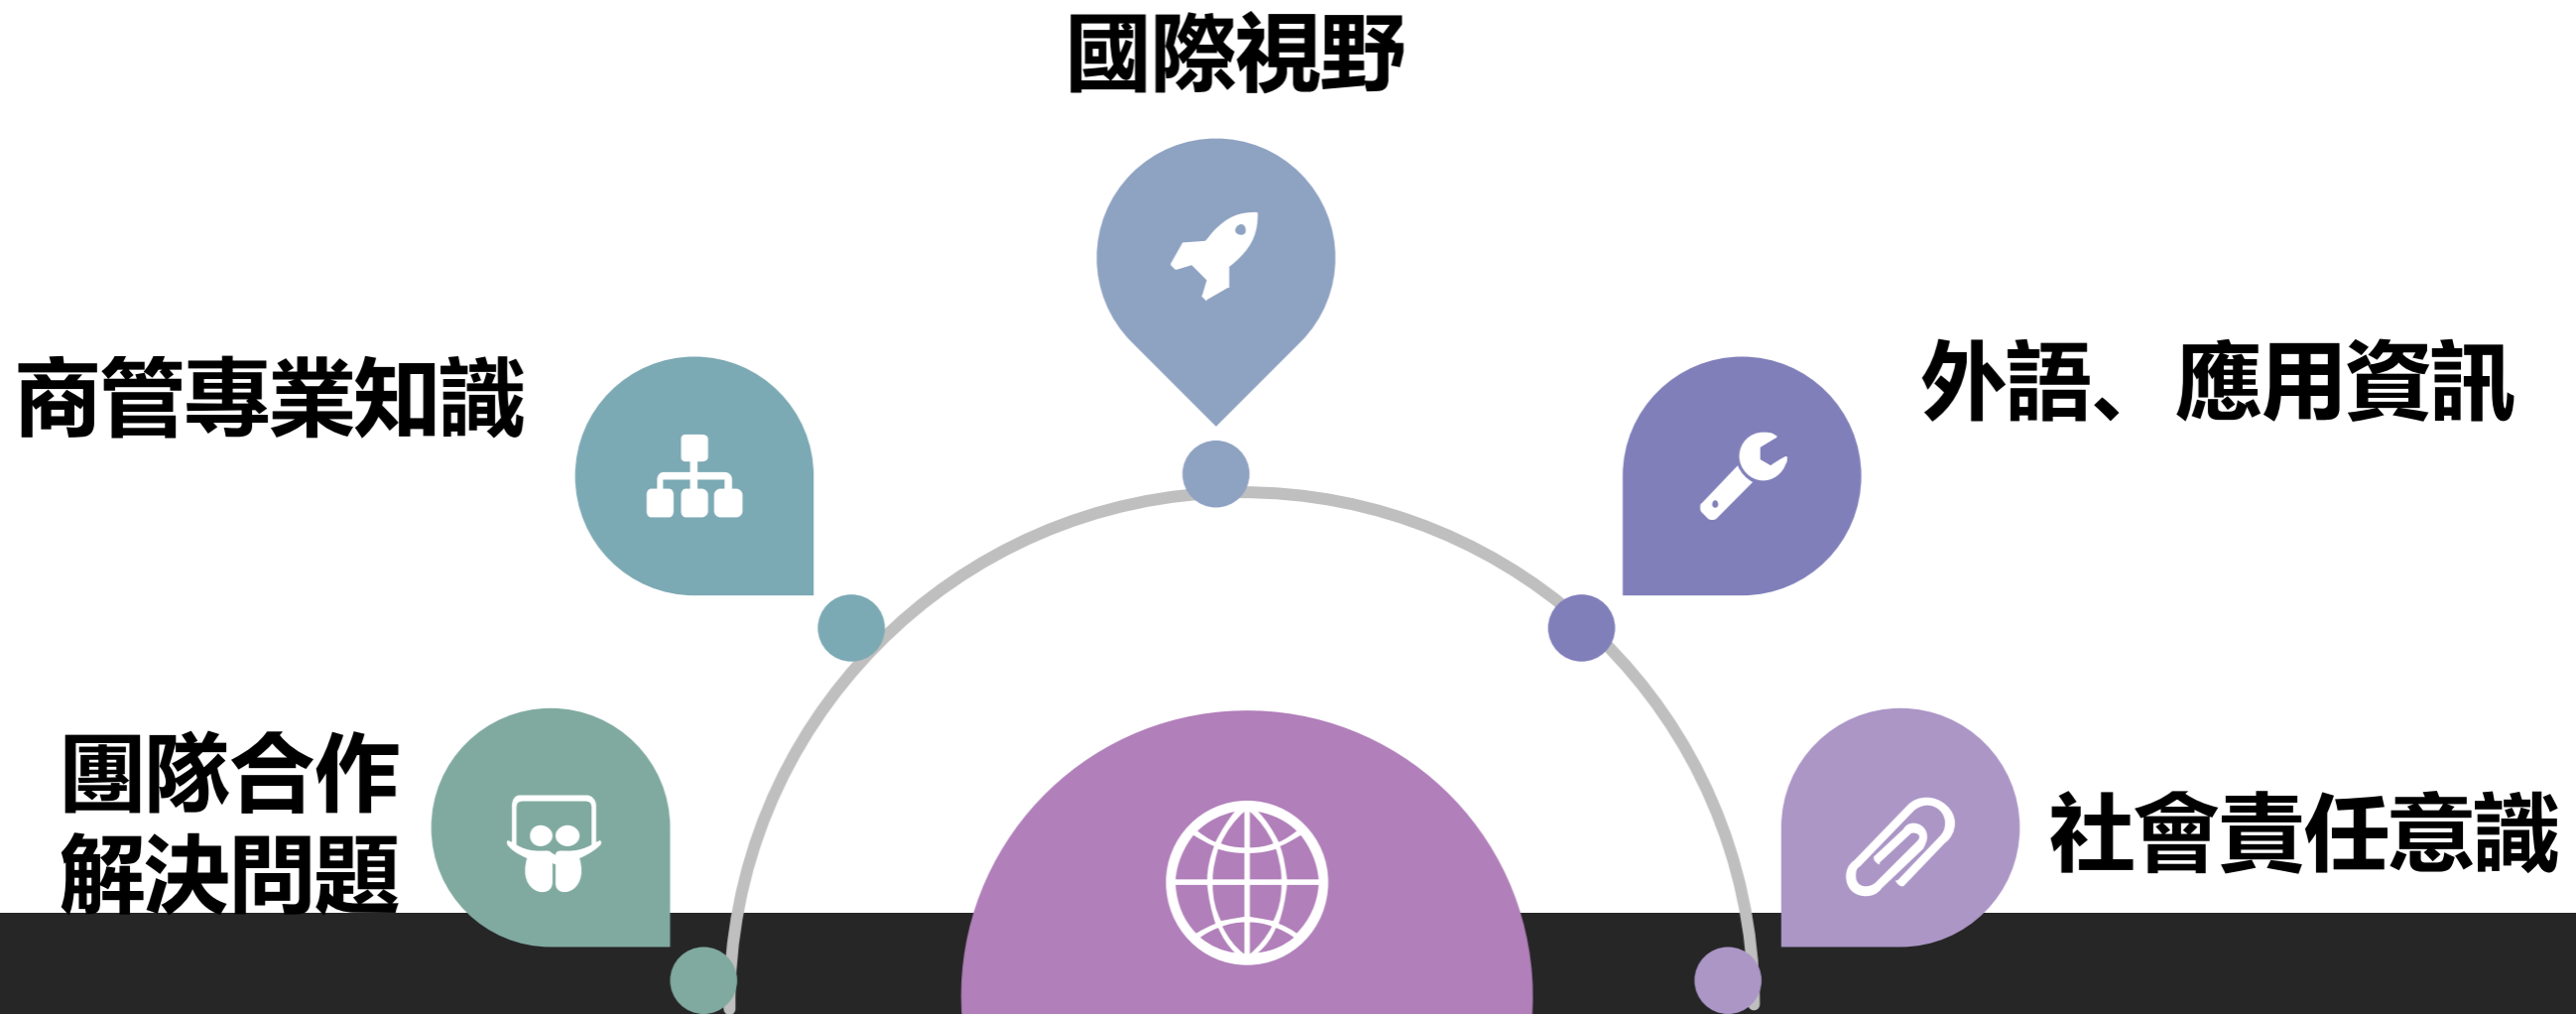 國際視野
商管專業知識
外語、應用資訊
團隊合作
解決問題
社會責任意識